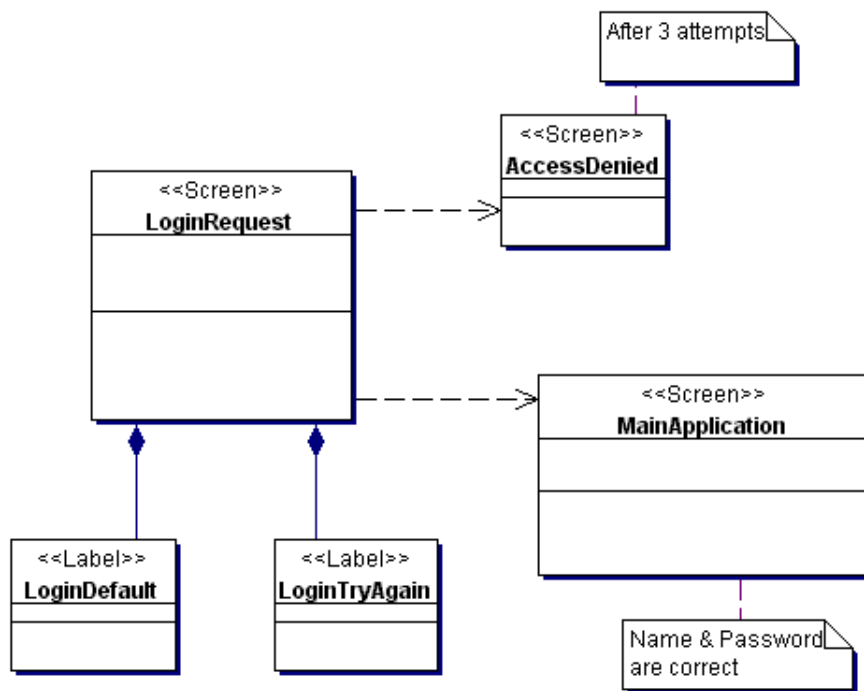 After 3 attempts
<<Screen>>
AccessDenied
<<Screen>>
LoginRequest
<<Screen>>
MainApplication
<<Label>>
LoginDefault
<<Label>>
LoginTryAgain
Name & Password
are correct